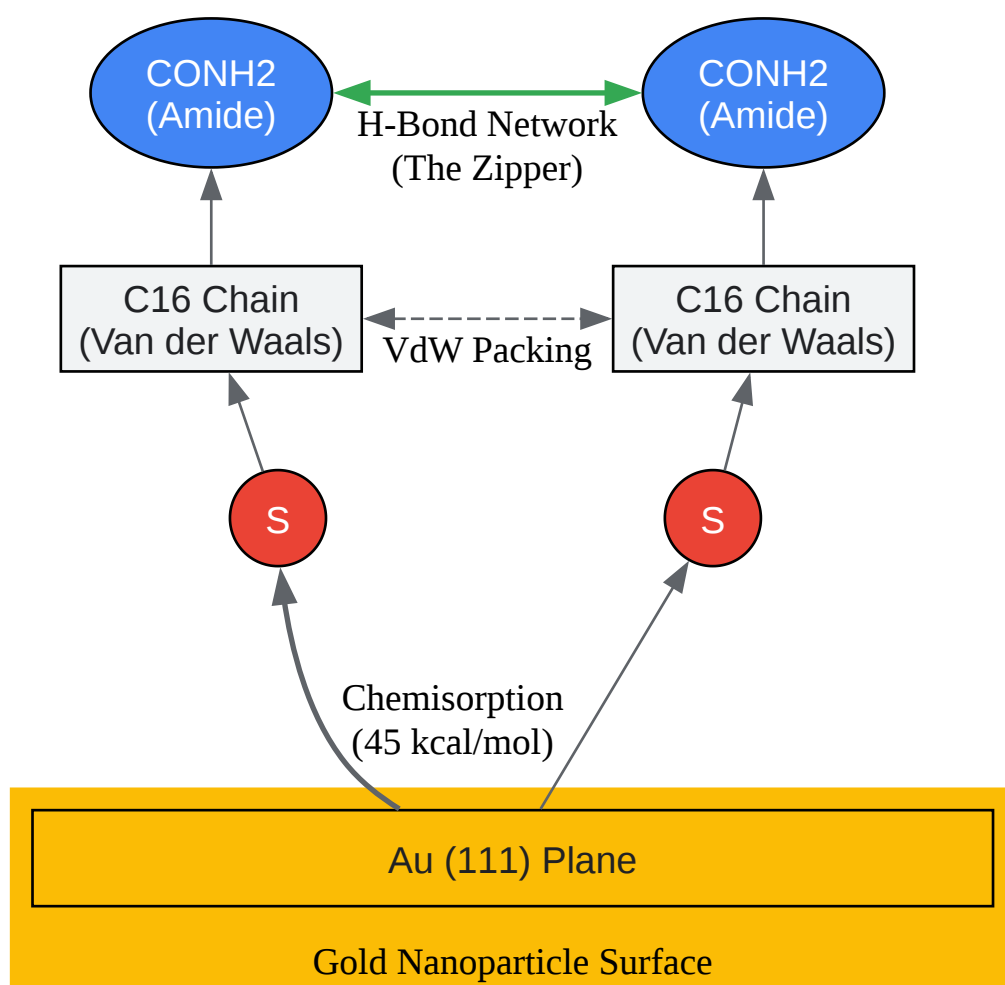 CONH2
(Amide)
CONH2
(Amide)
H-Bond Network
(The Zipper)
C16 Chain
(Van der Waals)
C16 Chain
(Van der Waals)
VdW Packing
S
S
Chemisorption
(45 kcal/mol)
Au (111) Plane
Gold Nanoparticle Surface